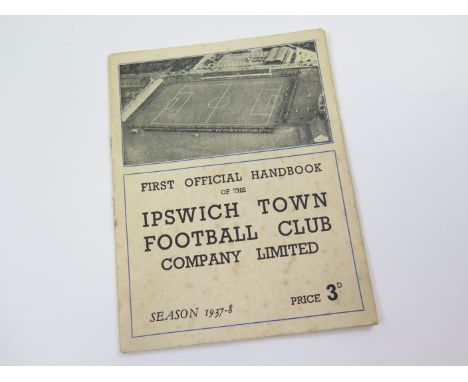 FIRST OFFICIAL HANDBOOK
OF THE
IPSWICH TOWN
FOOTBALL CLUB
COMPANY LIMITED
SEASON 1937-8
PRICE 3D